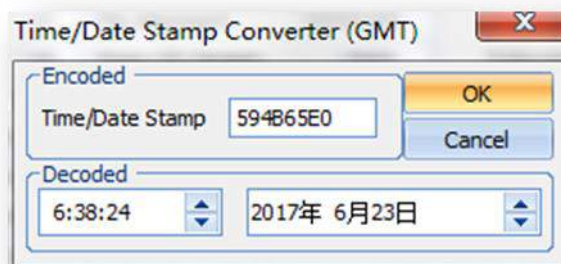 Time/Date Stamp Converter (GMT)
Encoded
Time/Date Stamp 594B65E0
OK
Cancel
Decoded
6:38:24
2017年 6月23日